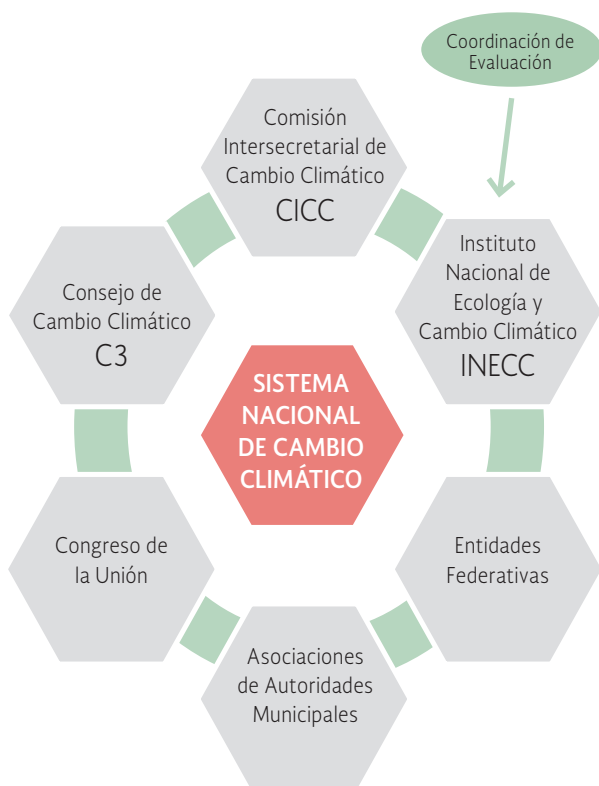 Coordinación de
Evaluación
Comisión
Intersecretarial de
Cambio Climático
CICC
Instituto
Nacional de
Ecología y
Cambio Climático
INECC
Consejo de
Cambio Climático
C3
SISTEMA
NACIONAL
DE CAMBIO
CLIMÁTICO
Congreso de
la Unión
Entidades
Federativas
Asociaciones
de Autoridades
Municipales